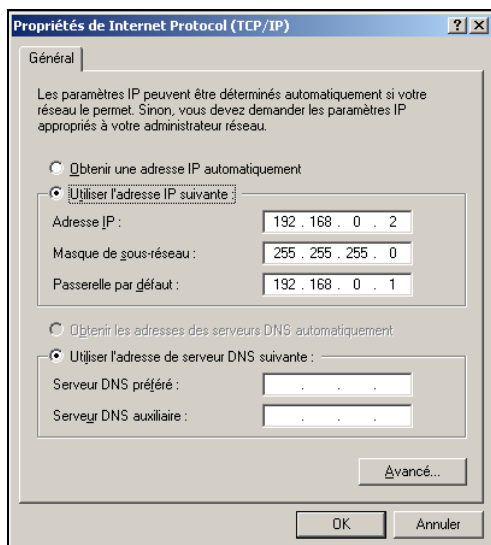 Propriétés de Internet Protocol (TCP/IP)
Général
Les paramètres IP peuvent être déterminés automatiquement si votre
réseau le permet. Sinon, vous devez demander les paramètres IP
appropriés à votre administrateur réseau.
Obtenir une adresse IP automatiquement
Utiliser l'adresse IP suivante :
Adresse IP : 192 . 168 . 0 . 2
Masque de sous-réseau : 255 . 255 . 255 . 0
Passerelle par défaut : 192 . 168 . 0 . 1
Obtenir les adresses des serveurs DNS automatiquement
Utiliser l'adresse de serveur DNS suivante :
Serveur DNS préféré : . . .
Serveur DNS auxiliaire : . . .
Avancé...
OK Annuler